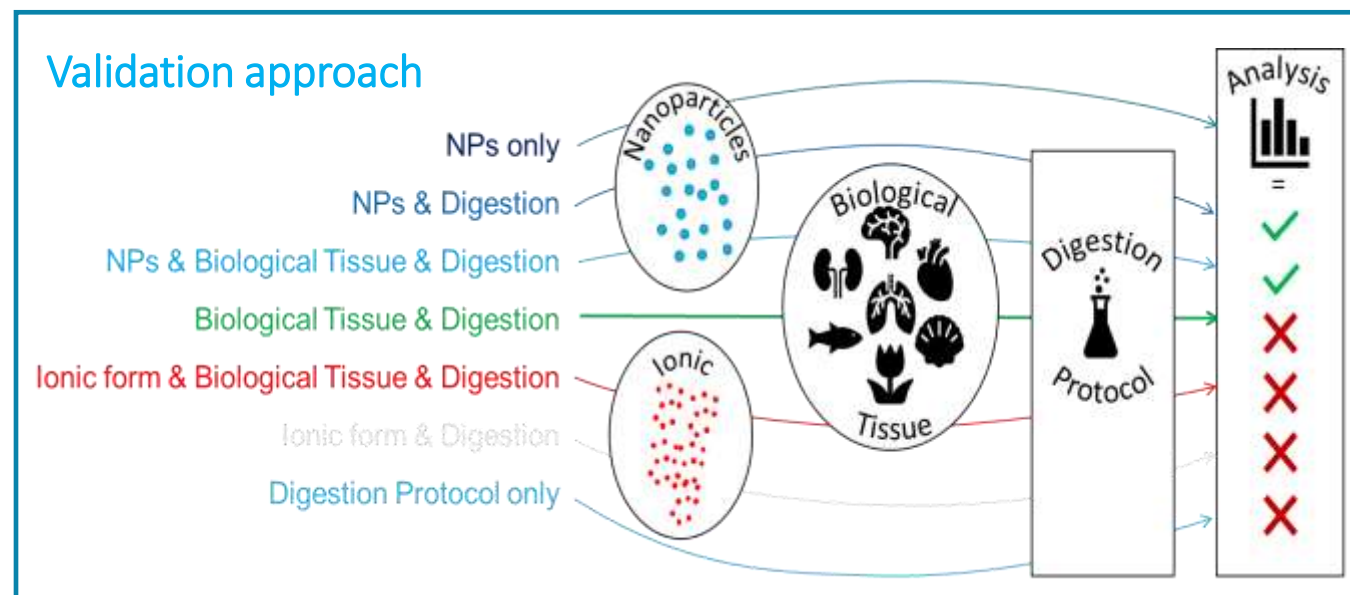 Validation approach
NPs only
NPs & Digestion
NPs & Biological Tissue & Digestion
Biological Tissue & Digestion
Ionic form & Biological Tissue & Digestion
Ionic form & Digestion
Digestion Protocol only
Nanoparticles
Ionic
Biological
Tissue
Digestion
Protocol
Analysis
=